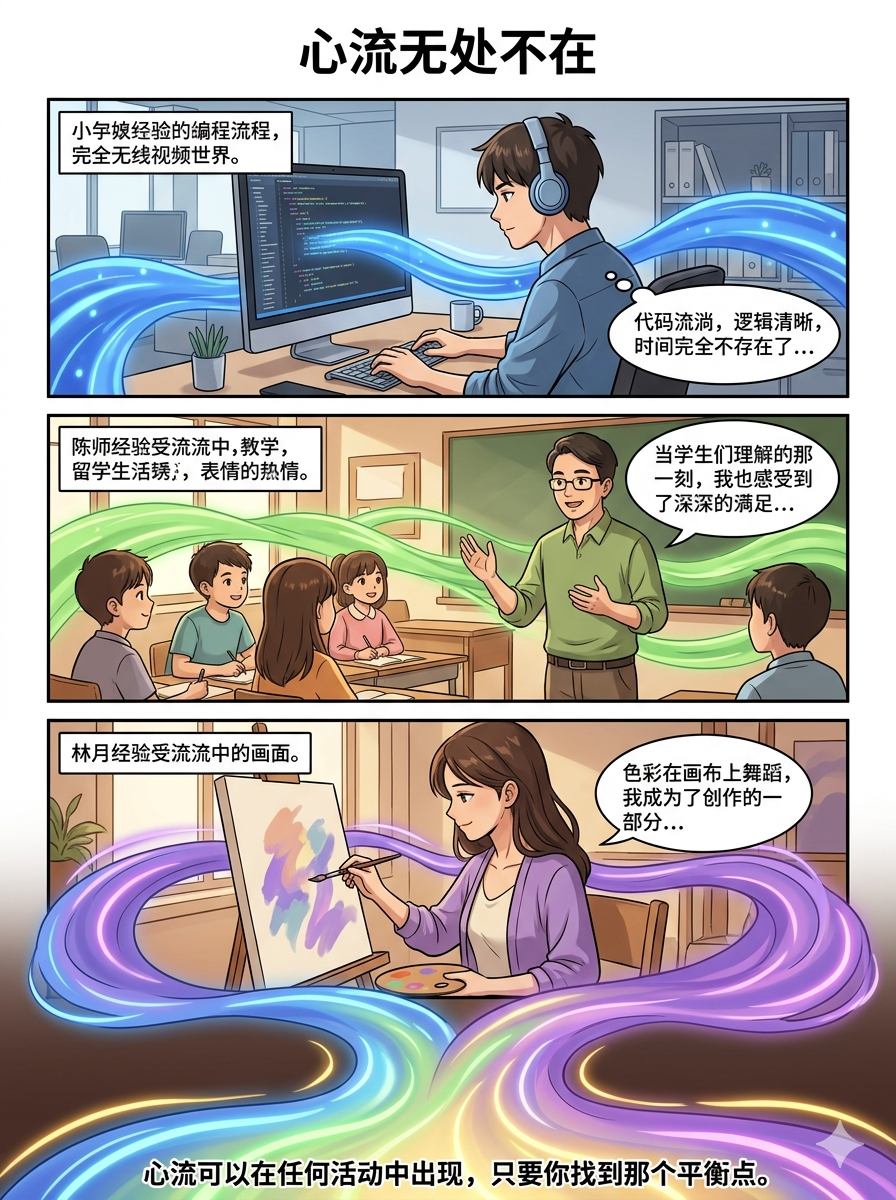 心流无处不在
小学娘经验的编程流程，
完全无线视频世界。
代码流淌，逻辑清晰，
时间完全不存在了...
陈师经验受流流中,教学，
留学生活，表情的热情。
当学生们理解的那
一刻，我也感受到
了深深的满足...
林月经验受流流中的画面。
色彩在画布上舞蹈，
我成为了创作的一
部分...
心流可以在任何活动中出现，只要你找到那个平衡点。